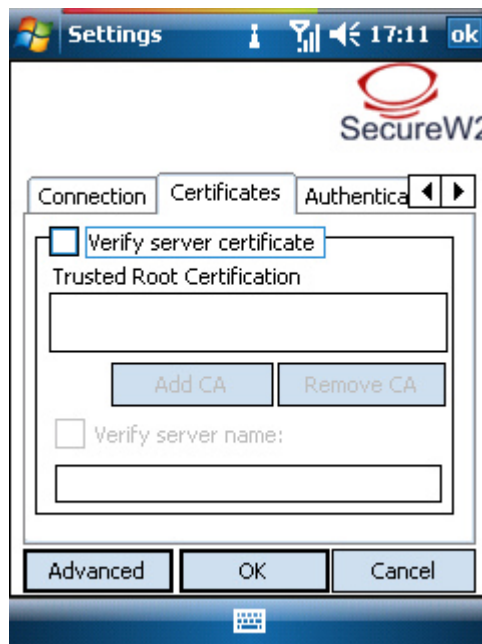 Settings 17:11 ok
SecureW2
Connection Certificates Authentica
Verify server certificate
Trusted Root Certification
Add CA Remove CA
Verify server name:
Advanced OK Cancel